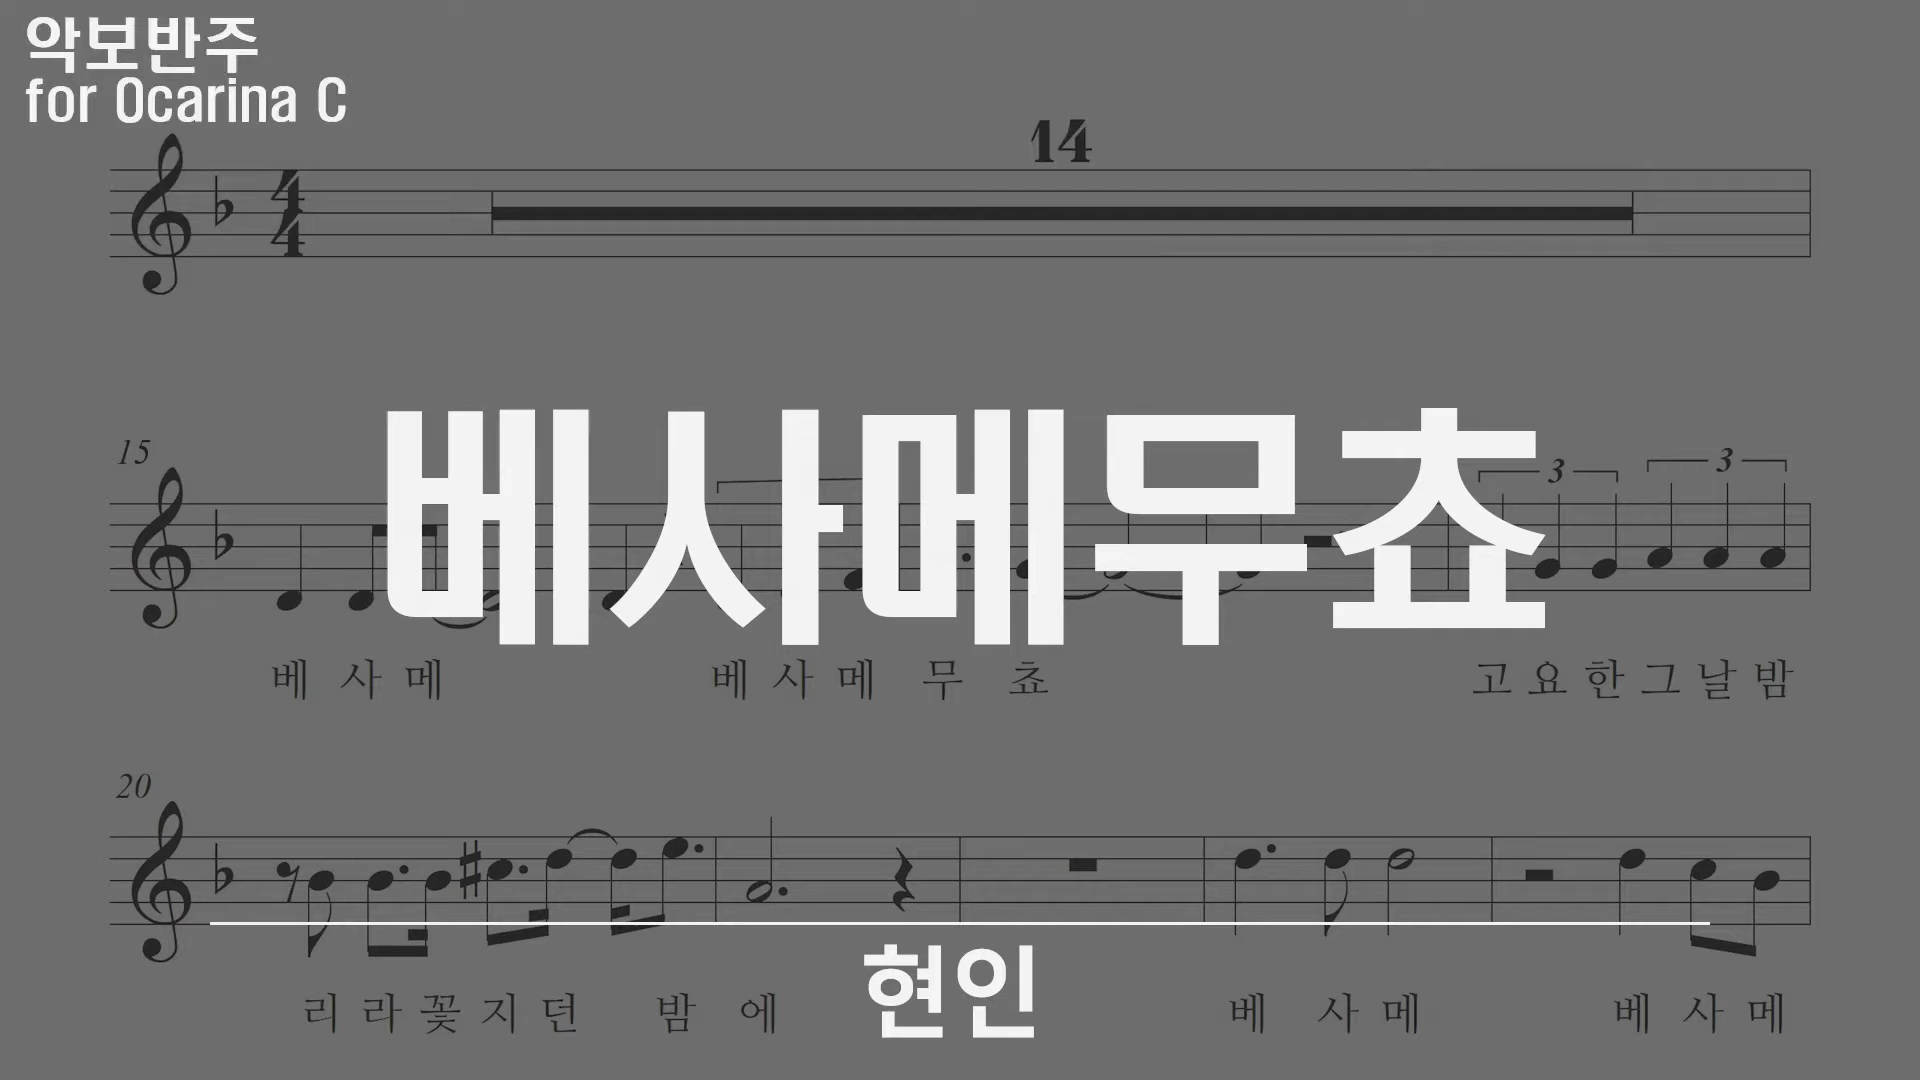 악보반주
for Ocarina C
14
4
4
베사메무쵸
15
3
3
베 사 메 베 사 메 무 쵸 고 요 한 그 날 밤
20
현인
리 라 꽃 지 던 밤 에 베 사 메 베 사 메